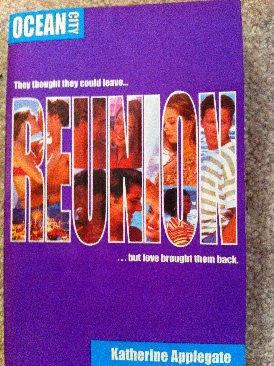 OCEAN CITY
They thought they could leave...
REUNION
...but love brought them back.
Katherine Applegate